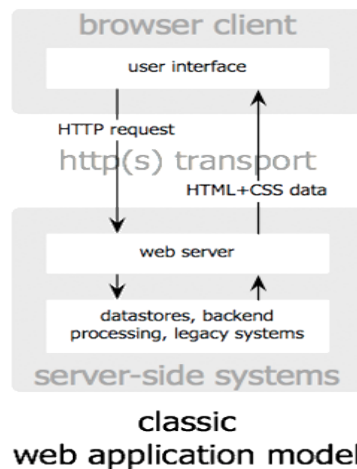 browser client
user interface
HTTP request
http(s) transport
HTML+CSS data
web server
datastores, backend
processing, legacy systems
server-side systems
classic
web application model